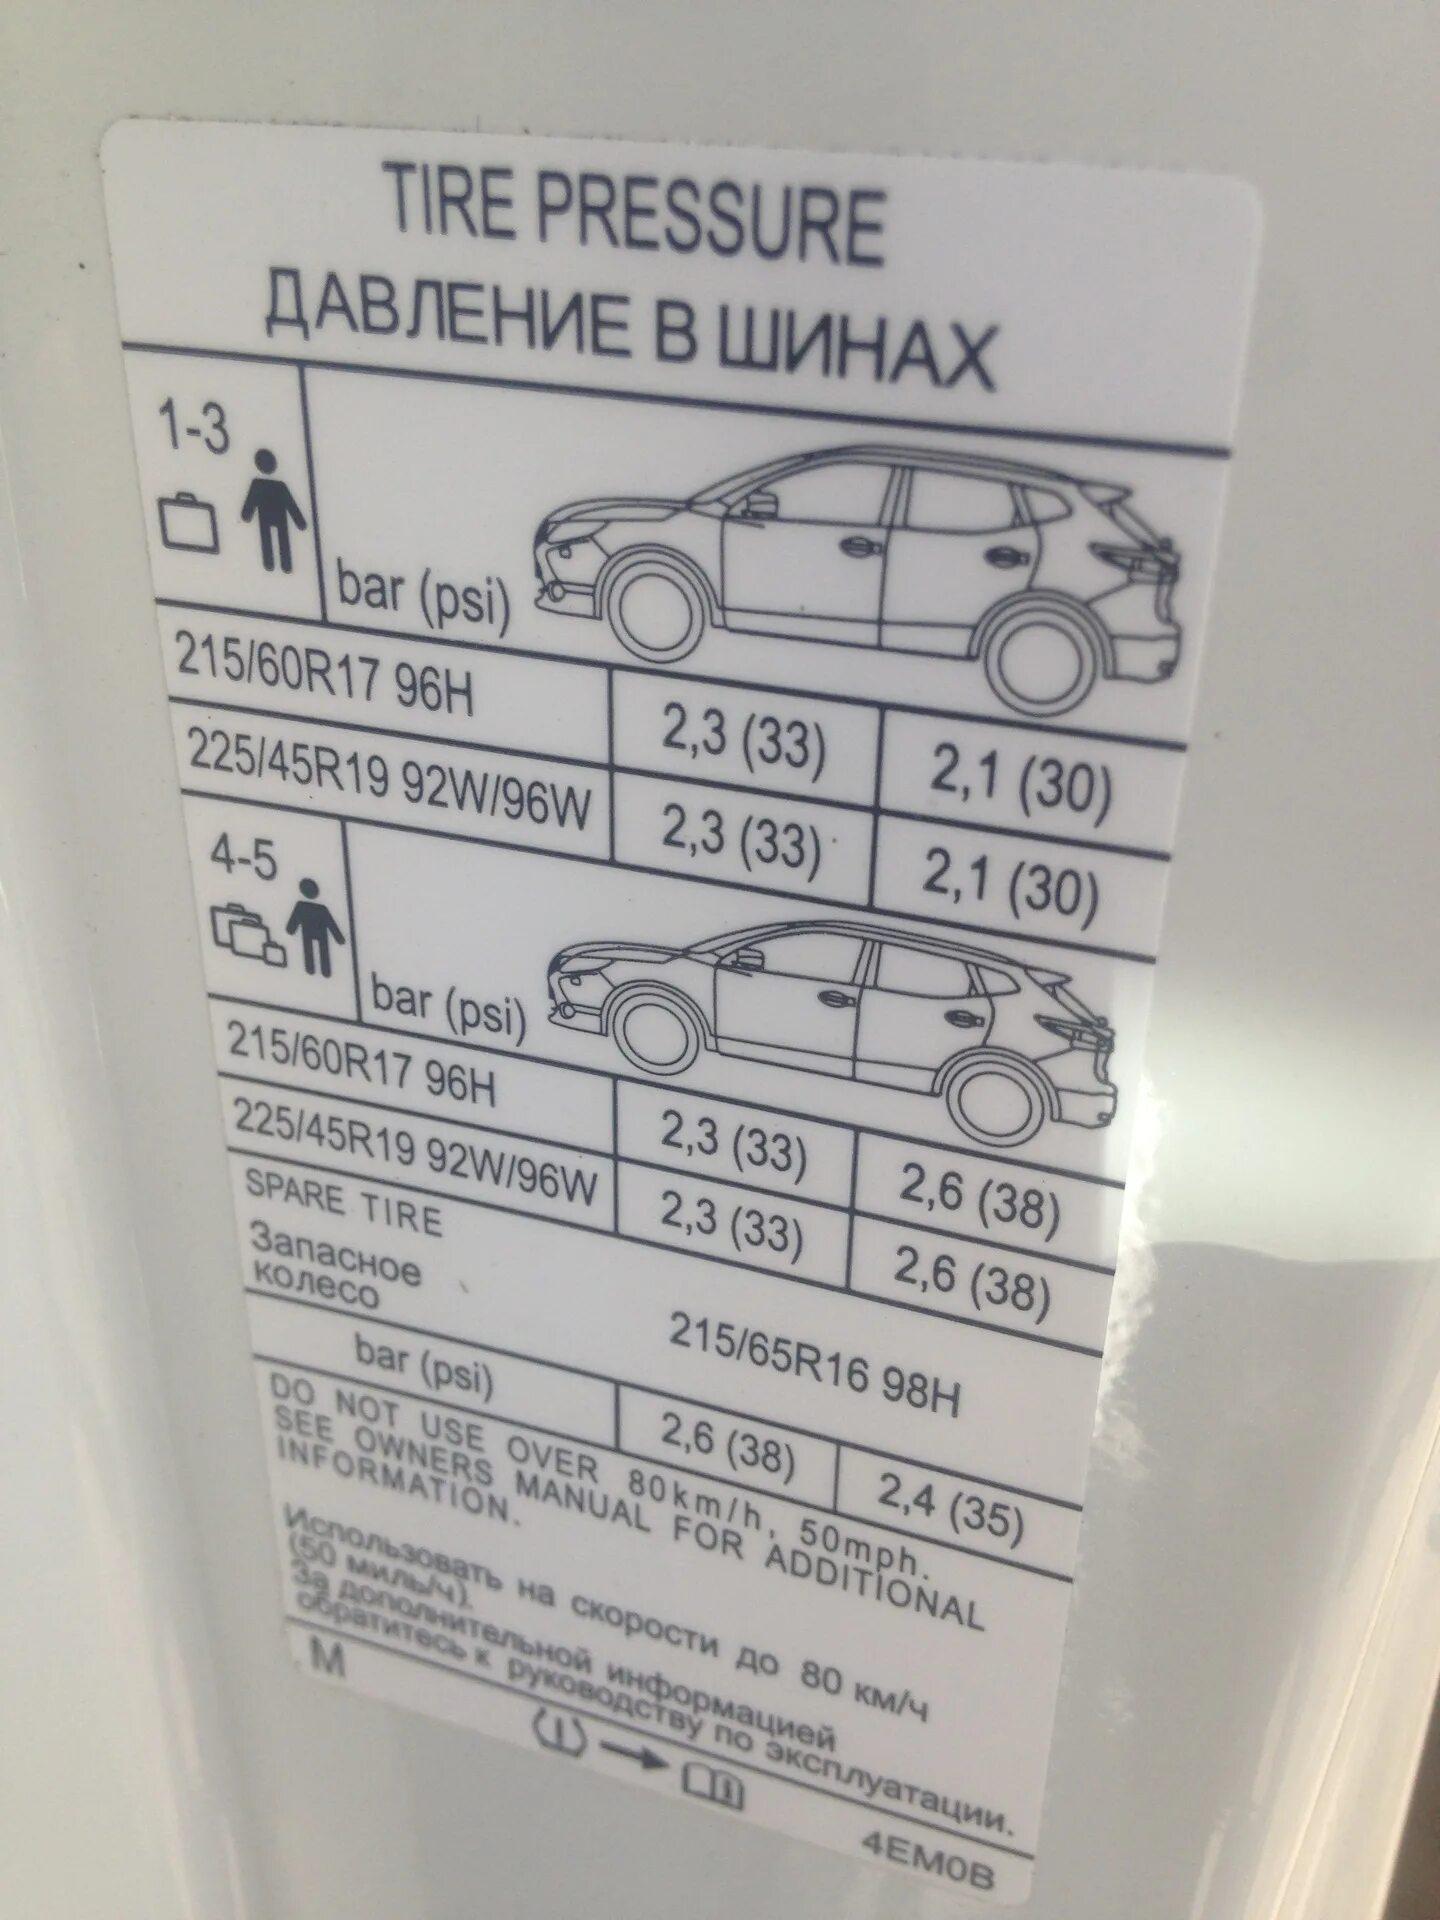 TIRE PRESSURE
ДАВЛЕНИЕ В ШИНАХ
1-3
bar (psi)
215/60R17 96H 2,3 (33) 2,1 (30)
225/45R19 92W/96W 2,3 (33) 2,1 (30)
4-5
bar (psi)
215/60R17 96H 2,3 (33) 2,6 (38)
225/45R19 92W/96W 2,3 (33) 2,6 (38)
SPARE TIRE
Запасное
колесо
215/65R16 98H
bar (psi) 2,6 (38) 2,4 (35)
DO NOT USE OVER 80km/h, 50mph.
SEE OWNERS MANUAL FOR ADDITIONAL
INFORMATION.
Использовать на скорости до 80 км/ч
(50 миль/ч).
За дополнительной информацией
обратитесь к руководству по эксплуатации.
M
4EM0B